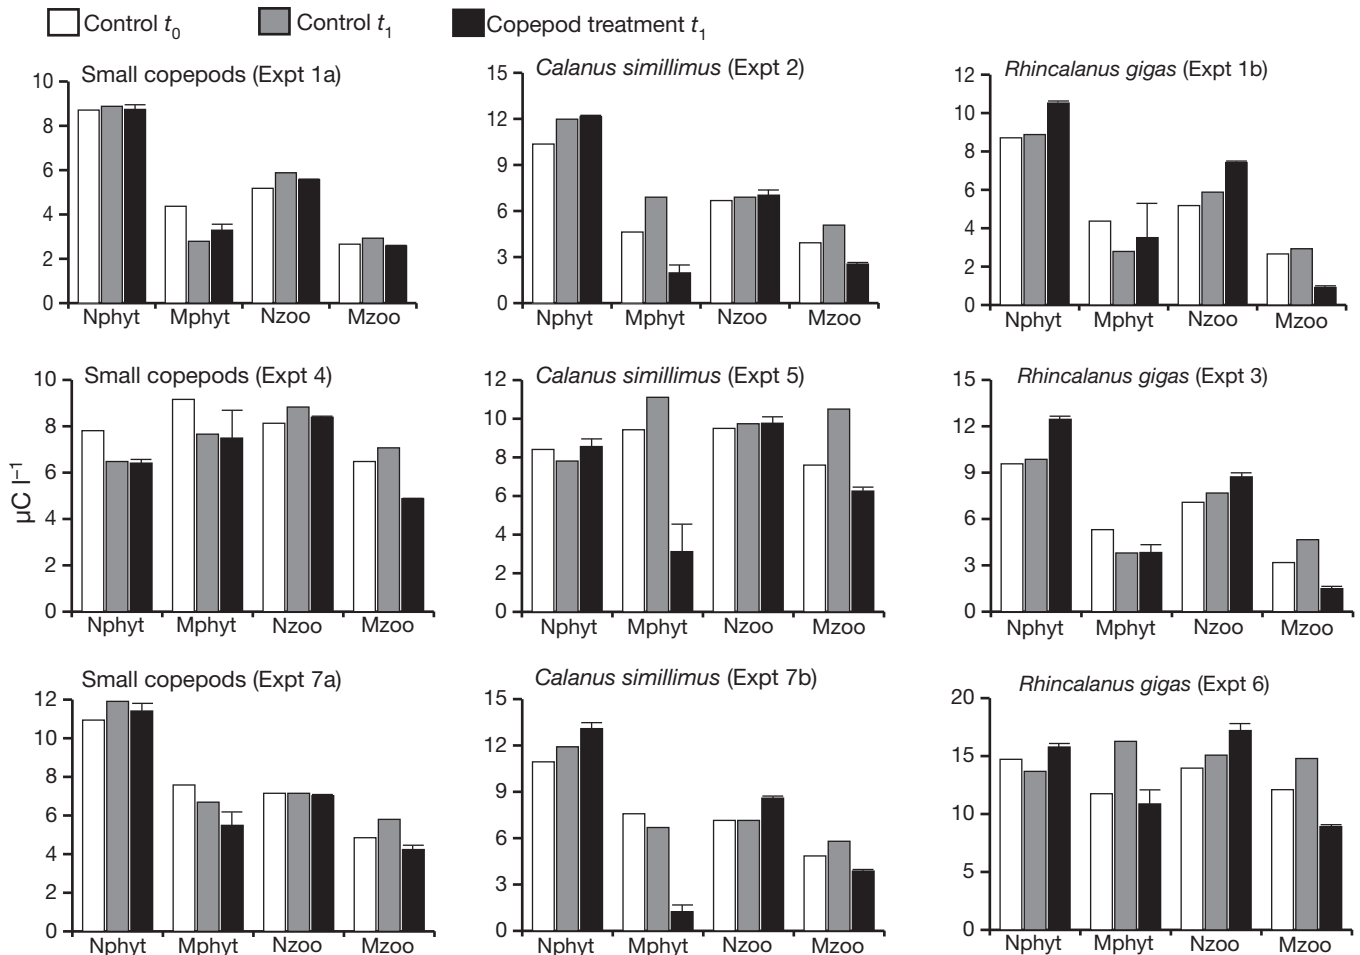 Control t0 Control t1 Copepod treatment t1
Small copepods (Expt 1a)
10
8
6
4
2
0
Nphyt Mphyt Nzoo Mzoo
Calanus simillimus (Expt 2)
15
12
9
6
3
0
Nphyt Mphyt Nzoo Mzoo
Rhincalanus gigas (Expt 1b)
12
10
8
6
4
2
0
Nphyt Mphyt Nzoo Mzoo
µC l–1
Small copepods (Expt 4)
10
8
6
4
2
0
Nphyt Mphyt Nzoo Mzoo
Calanus simillimus (Expt 5)
12
10
8
6
4
2
0
Nphyt Mphyt Nzoo Mzoo
Rhincalanus gigas (Expt 3)
15
12
9
6
3
0
Nphyt Mphyt Nzoo Mzoo
Small copepods (Expt 7a)
12
10
8
6
4
2
0
Nphyt Mphyt Nzoo Mzoo
Calanus simillimus (Expt 7b)
15
12
9
6
3
0
Nphyt Mphyt Nzoo Mzoo
Rhincalanus gigas (Expt 6)
20
15
10
5
0
Nphyt Mphyt Nzoo Mzoo